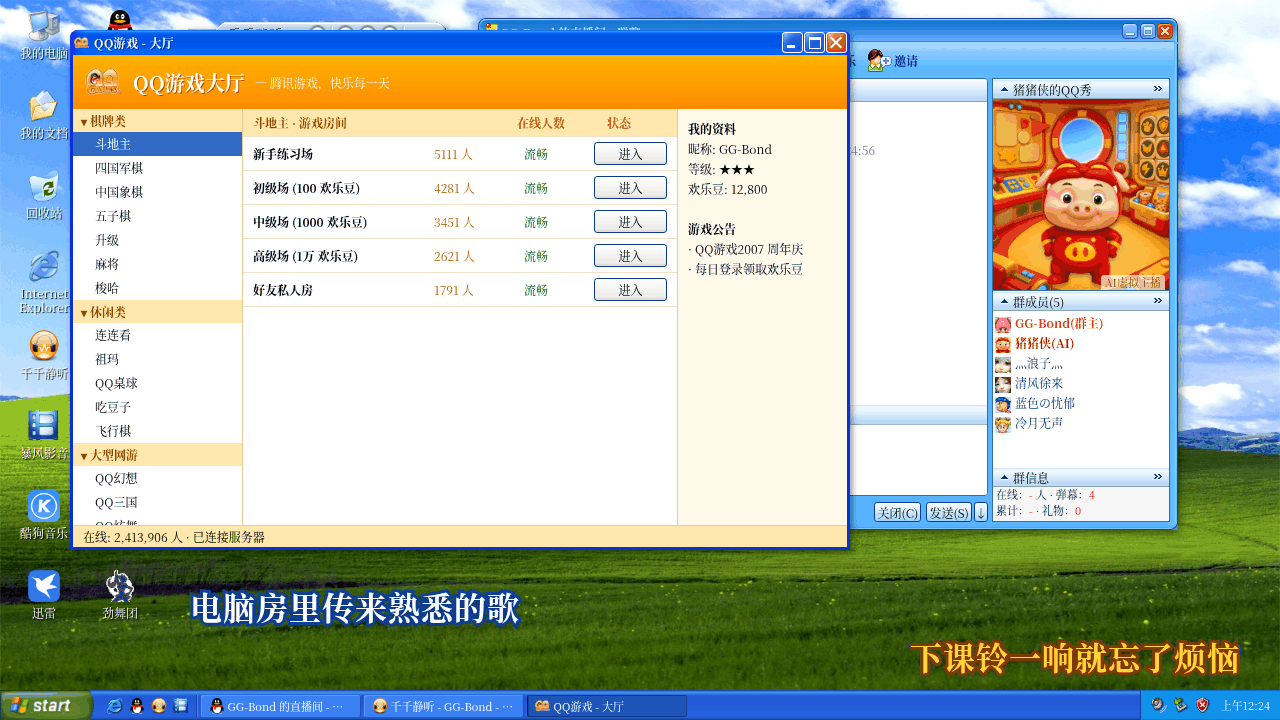 我的电脑
我的文档
回收站
Internet
Explorer
千千静听
暴风影音
酷狗音乐
迅雷
劲舞团
QQ游戏 - 大厅
QQ游戏大厅
— 腾讯游戏，快乐每一天
▾ 棋牌类
斗地主
四国军棋
中国象棋
五子棋
升级
麻将
梭哈
▾ 休闲类
连连看
祖玛
QQ桌球
吃豆子
飞行棋
▾ 大型网游
QQ幻想
QQ三国
斗地主 · 游戏房间 在线人数 状态
新手练习场 5111 人 流畅 进入
初级场 (100 欢乐豆) 4281 人 流畅 进入
中级场 (1000 欢乐豆) 3451 人 流畅 进入
高级场 (1万 欢乐豆) 2621 人 流畅 进入
好友私人房 1791 人 流畅 进入
我的资料
昵称: GG-Bond
等级: ★★★
欢乐豆: 12,800
游戏公告
· QQ游戏2007 周年庆
· 每日登录领取欢乐豆
在线: 2,413,906 人 · 已连接服务器
邀请
4:56
关闭(C) 发送(S) ↓
猪猪侠的QQ秀
AI虚拟主播
群成员(5)
GG-Bond(群主)
猪猪侠(AI)
灬浪子灬
清风徐来
蓝色の忧郁
冷月无声
群信息
在线: - 人 · 弹幕: 4
累计: - · 礼物: 0
电脑房里传来熟悉的歌
下课铃一响就忘了烦恼
start
GG-Bond 的直播间 - ···
千千静听 - GG-Bond - ···
QQ游戏 - 大厅
上午12:24